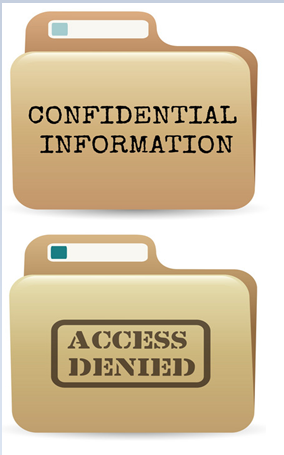 CONFIDENTIAL
INFORMATION
ACCESS
DENIED